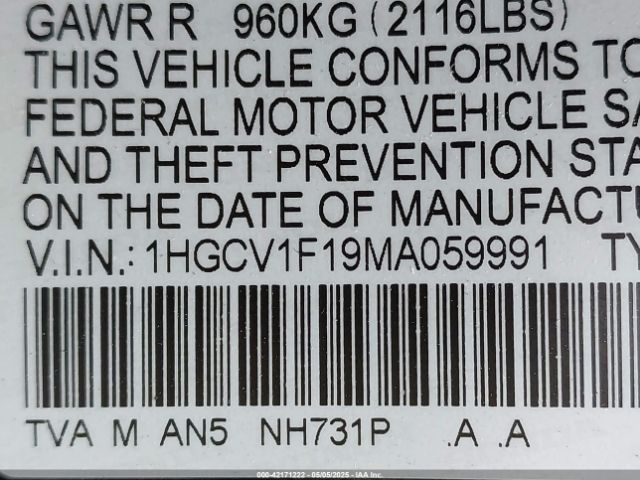 GAWR R 960KG (2116LBS)
THIS VEHICLE CONFORMS TO
FEDERAL MOTOR VEHICLE SA
AND THEFT PREVENTION STA
ON THE DATE OF MANUFACTU
V.I.N.: 1HGCV1F19MA059991 TY
TVA M AN5 NH731P .A .A
000-42171222 - 05/05/2025 - IAA Inc.